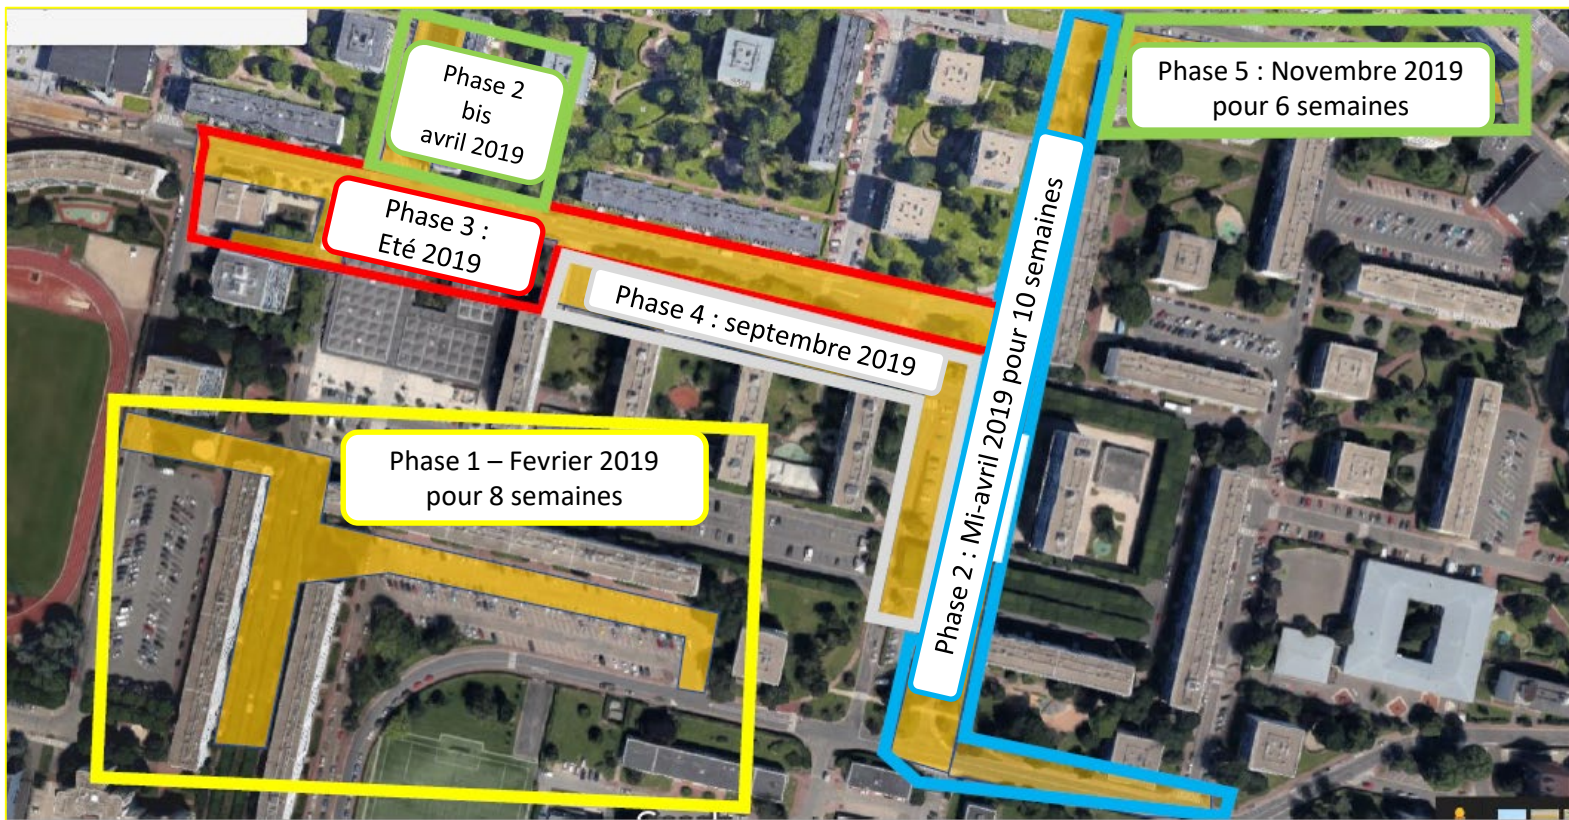 Phase 2
bis
avril 2019
Phase 5 : Novembre 2019
pour 6 semaines
Phase 3 :
Eté 2019
Phase 4 : septembre 2019
Phase 2 : Mi-avril 2019 pour 10 semaines
Phase 1 – Fevrier 2019
pour 8 semaines